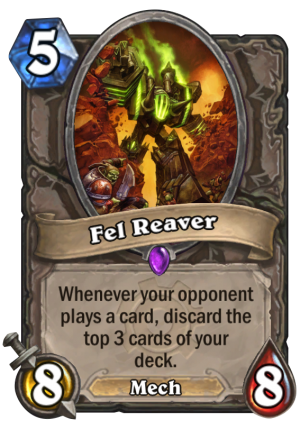 5
Fel Reaver
Whenever your opponent
plays a card, discard the
top 3 cards of your
deck.
8
Mech
8